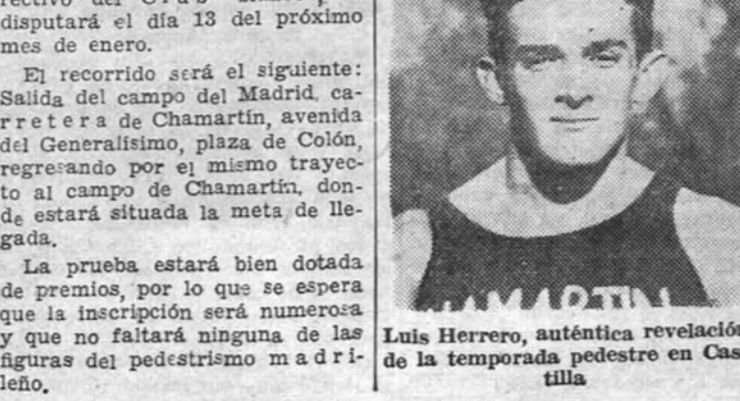 disputará el día 13 del próximo
mes de enero.
El recorrido será el siguiente:
Salida del campo del Madrid, ca-
rretera de Chamartín, avenida
del Generalísimo, plaza de Colón,
regresando por el mismo trayec-
to al campo de Chamartín, don-
de estará situada la meta de lle-
gada.
La prueba estará bien dotada
de premios, por lo que se espera
que la inscripción será numerosa
y que no faltará ninguna de las
figuras del pedestrismo madri-
leño.
HAMARTIN
Luis Herrero, auténtica revelación
de la temporada pedestre en Cas-
tilla